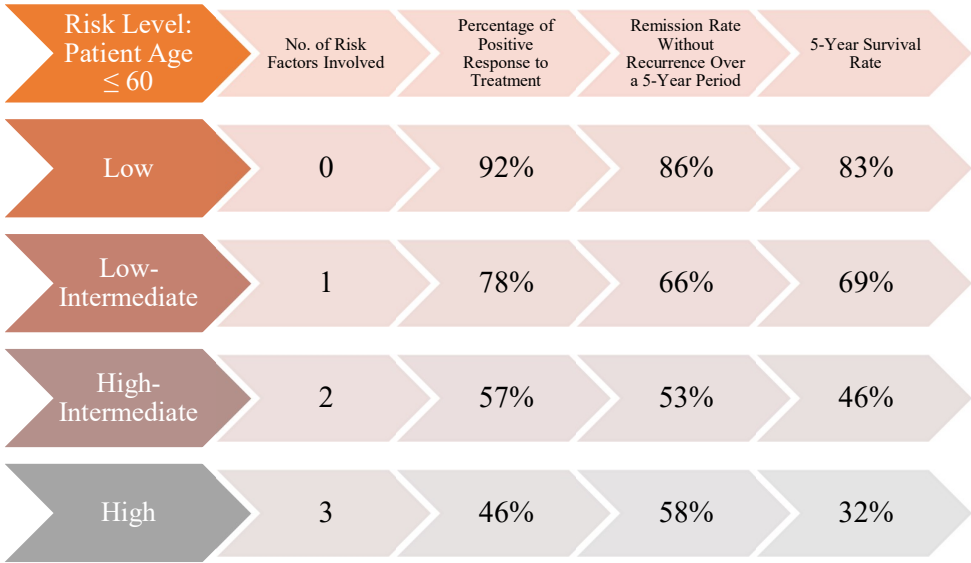 Risk Level:
Patient Age
≤ 60
No. of Risk
Factors Involved
Percentage of
Positive
Response to
Treatment
Remission Rate
Without
Recurrence Over
a 5-Year Period
5-Year Survival
Rate
Low
0
92%
86%
83%
Low-
Intermediate
1
78%
66%
69%
High-
Intermediate
2
57%
53%
46%
High
3
46%
58%
32%